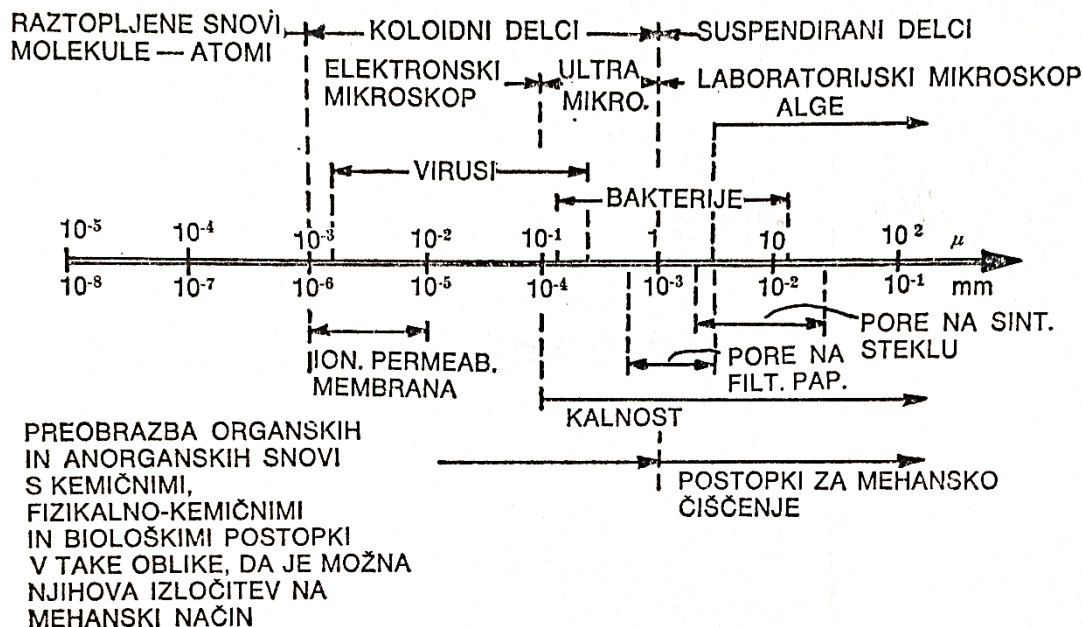 RAZTOPLJENE SNOVI
MOLEKULE — ATOMI
KOLOIDNI DELCI
SUSPENDIRANI DELCI
ELEKTRONSKI
MIKROSKOP
ULTRA
MIKRO.
LABORATORIJSKI MIKROSKOP
ALGE
VIRUSI
BAKTERIJE
10⁻⁵ 10⁻⁴ 10⁻³ 10⁻² 10⁻¹ 1 10 10² μ
10⁻⁸ 10⁻⁷ 10⁻⁶ 10⁻⁵ 10⁻⁴ 10⁻³ 10⁻² 10⁻¹ mm
ION. PERMEAB.
MEMBRANA
PORE NA SINT.
STEKLU
PORE NA
FILT. PAP.
KALNOST
POSTOPKI ZA MEHANSKO
ČIŠČENJE
PREOBRAZBA ORGANSKIH
IN ANORGANSKIH SNOVI
S KEMIČNIMI,
FIZIKALNO-KEMIČNIMI
IN BIOLOŠKIMI POSTOPKI
V TAKE OBLIKE, DA JE MOŽNA
NJIHOVA IZLOČITEV NA
MEHANSKI NAČIN